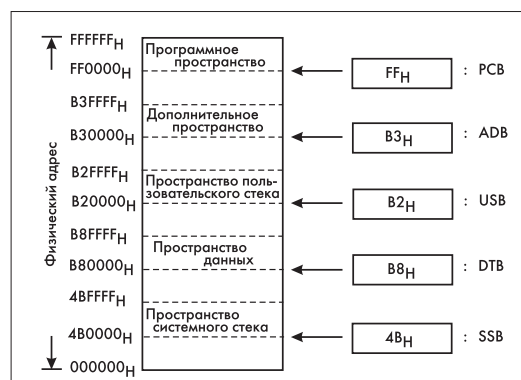 FFFFFFH
Программное
пространство
FF0000H
FFH : PCB
B3FFFFH
Дополнительное
пространство
B30000H
B3H : ADB
B2FFFFH
Пространство поль-
зовательского стека
B20000H
B2H : USB
B8FFFFH
Пространство
данных
B80000H
B8H : DTB
4BFFFFH
Пространство
системного стека
4B0000H
4BH : SSB
000000H
Физический адрес